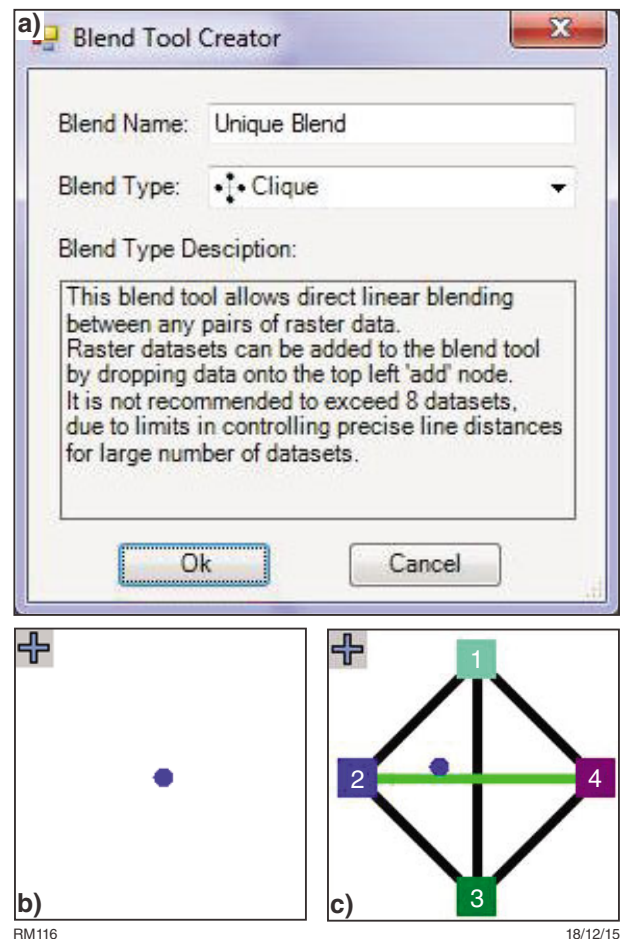 a)
Blend Tool Creator
Blend Name: Unique Blend
Blend Type: Clique
Blend Type Desciption:
This blend tool allows direct linear blending
between any pairs of raster data.
Raster datasets can be added to the blend tool
by dropping data onto the top left 'add' node.
It is not recommended to exceed 8 datasets,
due to limits in controlling precise line distances
for large number of datasets.
Ok Cancel
1
2 4
3
b) c)
RM116 18/12/15